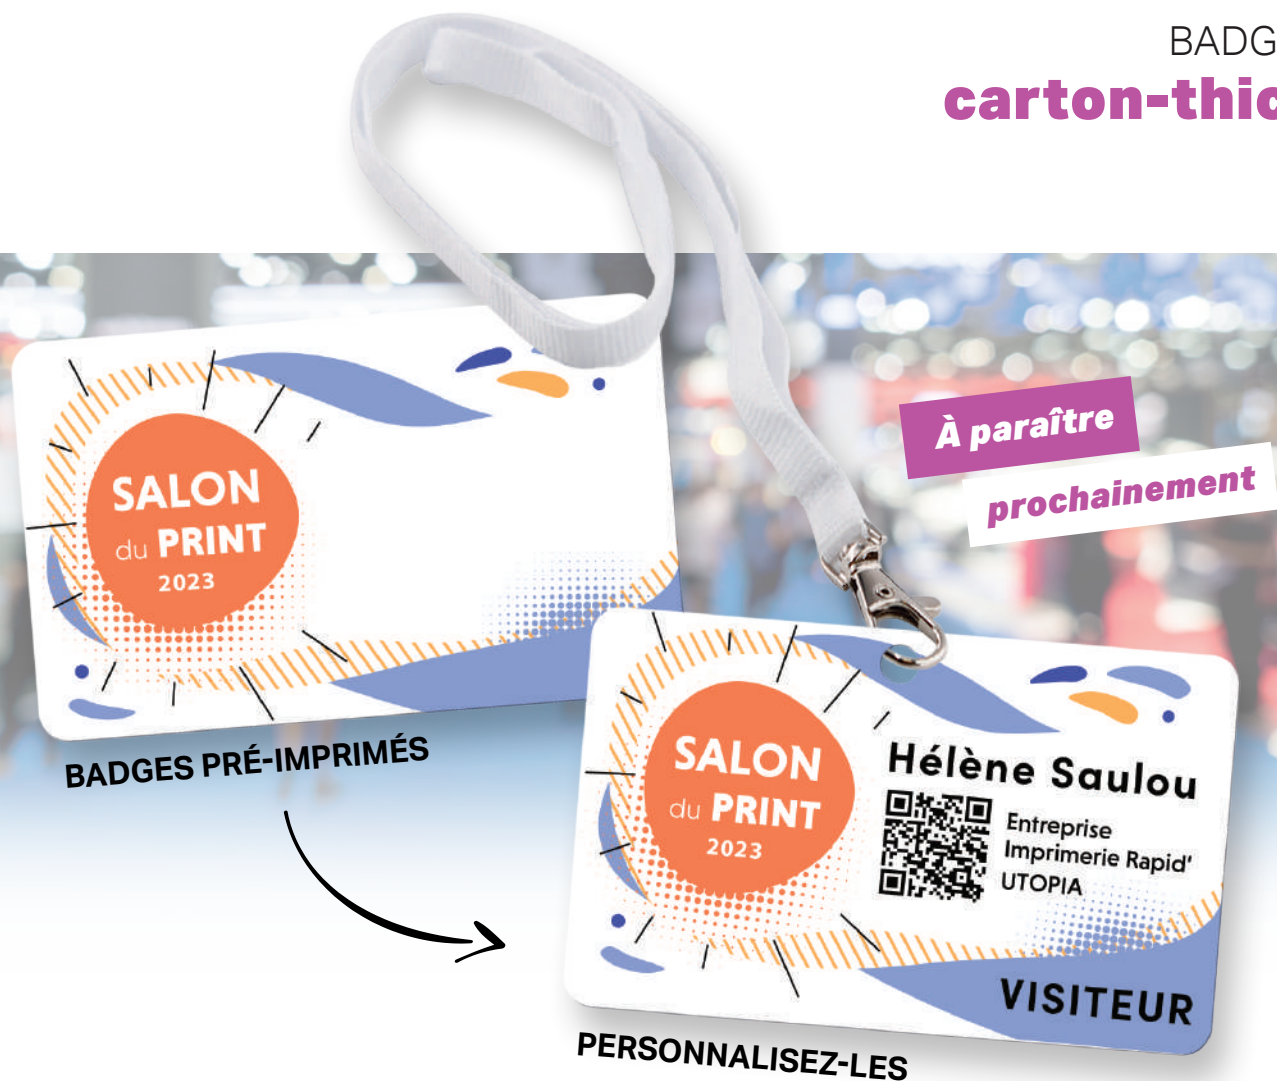 BADG
carton-thic
À paraître
prochainement
SALON
du PRINT
2023
BADGES PRÉ-IMPRIMÉS
SALON
du PRINT
2023
Hélène Saulou
Entreprise
Imprimerie Rapid'
UTOPIA
VISITEUR
PERSONNALISEZ-LES